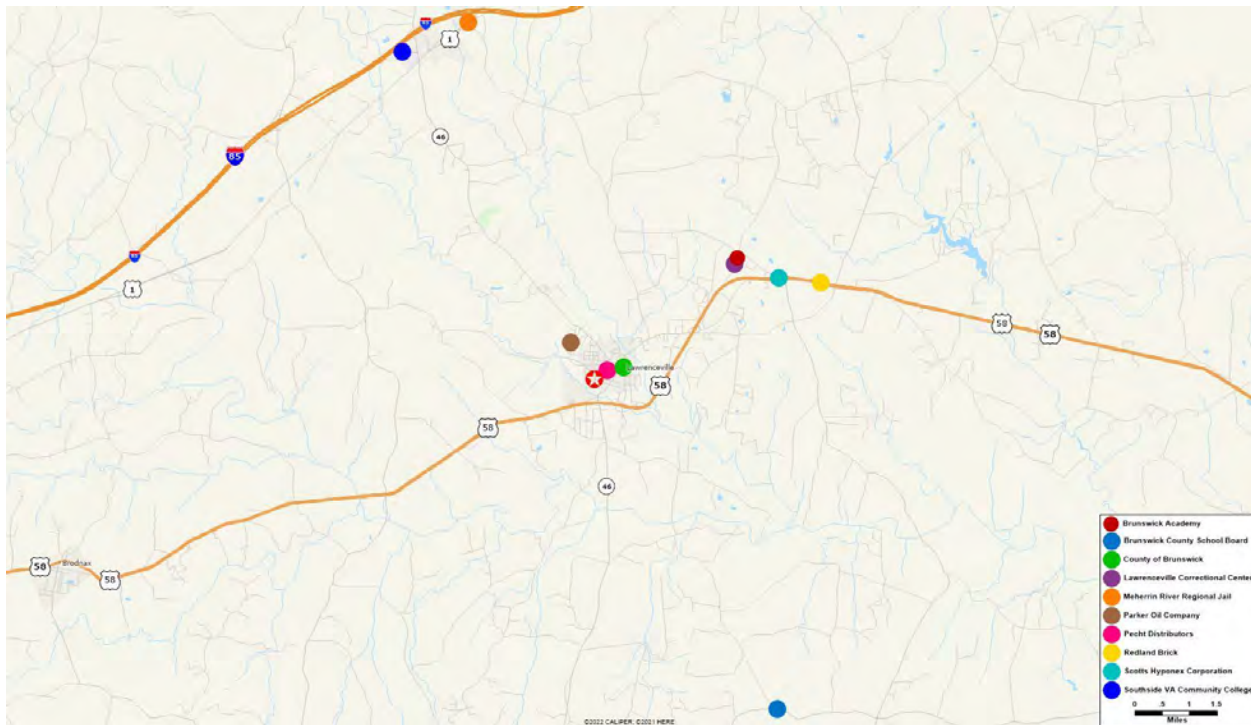 85
1
46
85
85
1
Lawrenceville
58
58
58
58
46
58
Brodnax
58
Brunswick Academy
Brunswick County School Board
County of Brunswick
Lawrenceville Correctional Center
Meherrin River Regional Jail
Parker Oil Company
Pecht Distributors
Redland Brick
Scotts Hyponex Corporation
Southside VA Community College
0 .5 1 1.5
Miles
©2022 CALIPER; ©2021 HERE